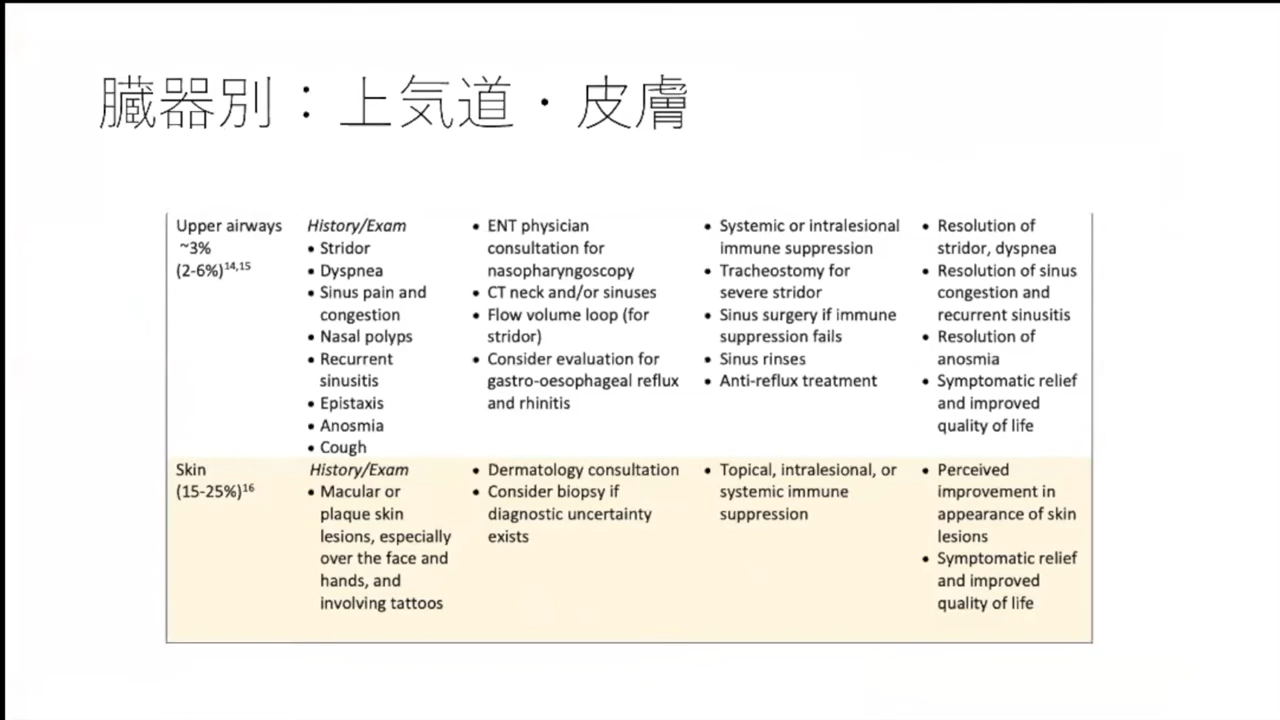 臓器別：上気道・皮膚
Upper airways
~3%
(2-6%)14,15
History/Exam
• Stridor
• Dyspnea
• Sinus pain and
congestion
• Nasal polyps
• Recurrent
sinusitis
• Epistaxis
• Anosmia
• Cough
• ENT physician
consultation for
nasopharyngoscopy
• CT neck and/or sinuses
• Flow volume loop (for
stridor)
• Consider evaluation for
gastro-oesophageal reflux
and rhinitis
• Systemic or intralesional
immune suppression
• Tracheostomy for
severe stridor
• Sinus surgery if immune
suppression fails
• Sinus rinses
• Anti-reflux treatment
• Resolution of
stridor, dyspnea
• Resolution of sinus
congestion and
recurrent sinusitis
• Resolution of
anosmia
• Symptomatic relief
and improved
quality of life
Skin
(15-25%)16
History/Exam
• Macular or
plaque skin
lesions, especially
over the face and
hands, and
involving tattoos
• Dermatology consultation
• Consider biopsy if
diagnostic uncertainty
exists
• Topical, intralesional, or
systemic immune
suppression
• Perceived
improvement in
appearance of skin
lesions
• Symptomatic relief
and improved
quality of life